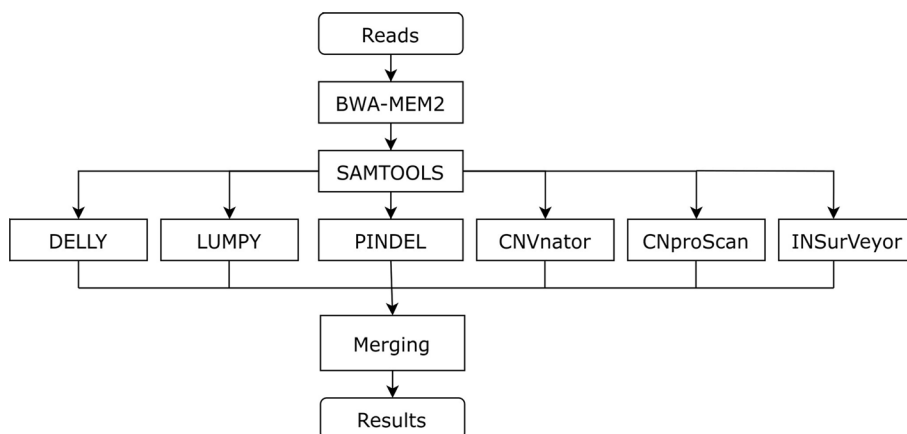 Reads
BWA-MEM2
SAMTOOLS
DELLY LUMPY PINDEL CNVnator CNproScan INSurVeyor
Merging
Results